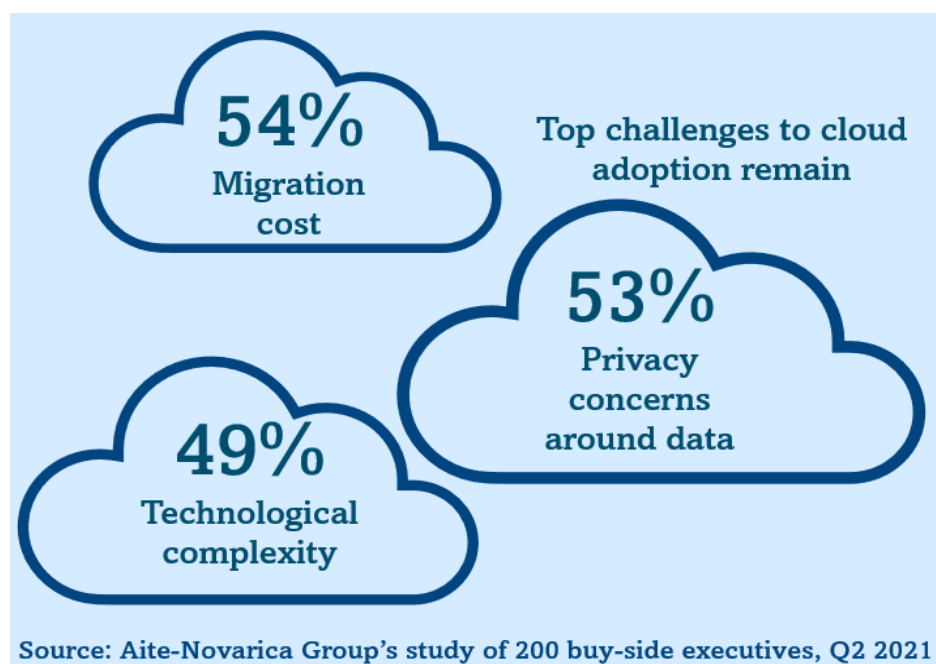 54%
Migration
cost
Top challenges to cloud
adoption remain
53%
Privacy
concerns
around data
49%
Technological
complexity
Source: Aite-Novarica Group’s study of 200 buy-side executives, Q2 2021